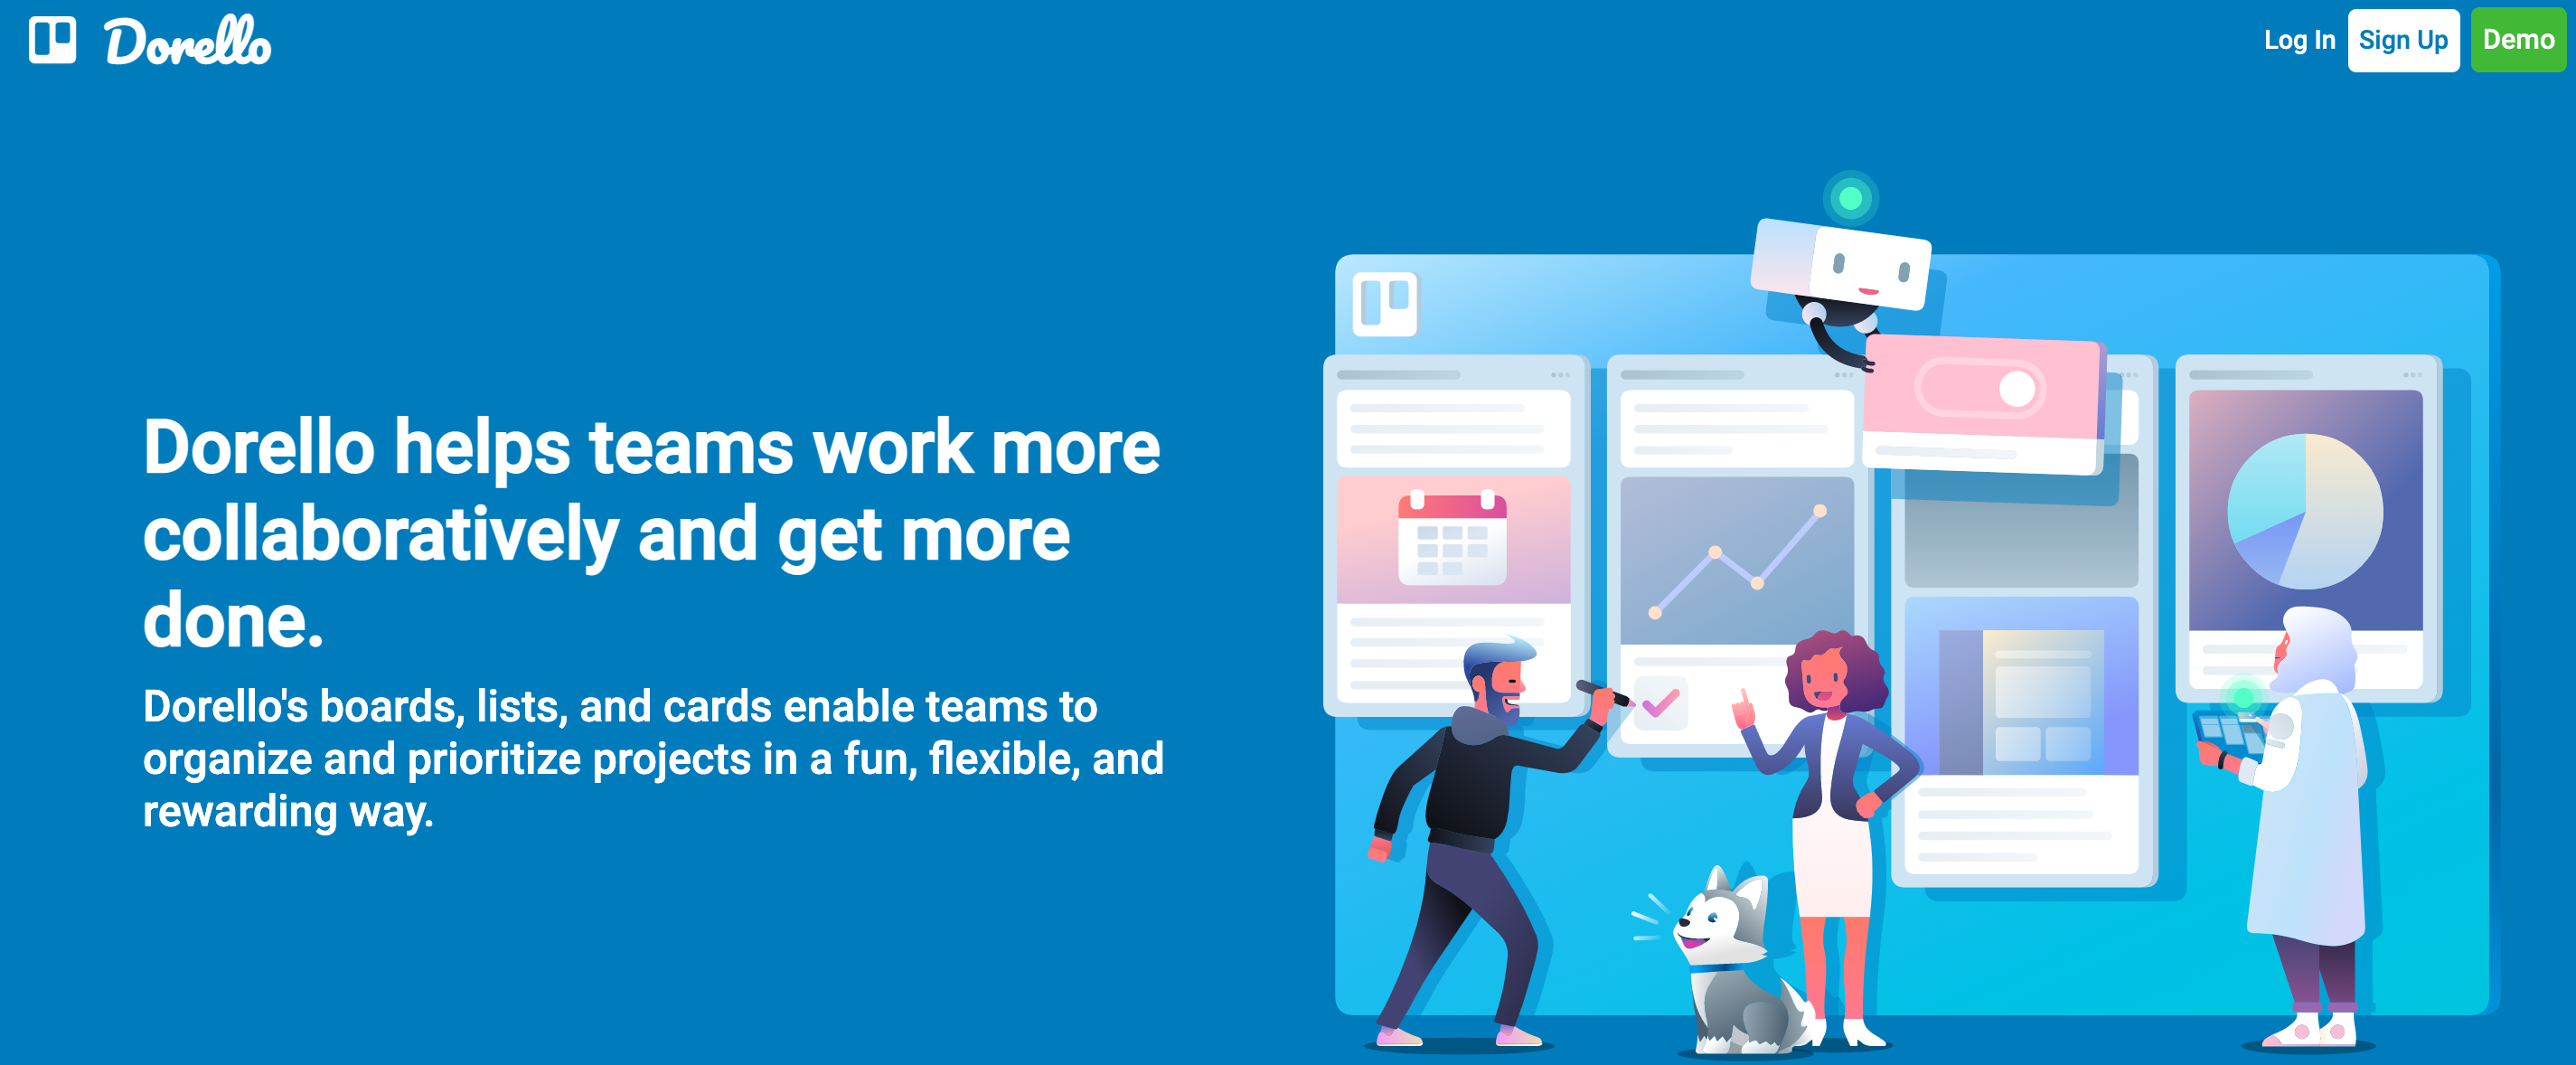 Dorello
Log In
Sign Up
Demo
Dorello helps teams work more
collaboratively and get more
done.
Dorello's boards, lists, and cards enable teams to
organize and prioritize projects in a fun, flexible, and
rewarding way.